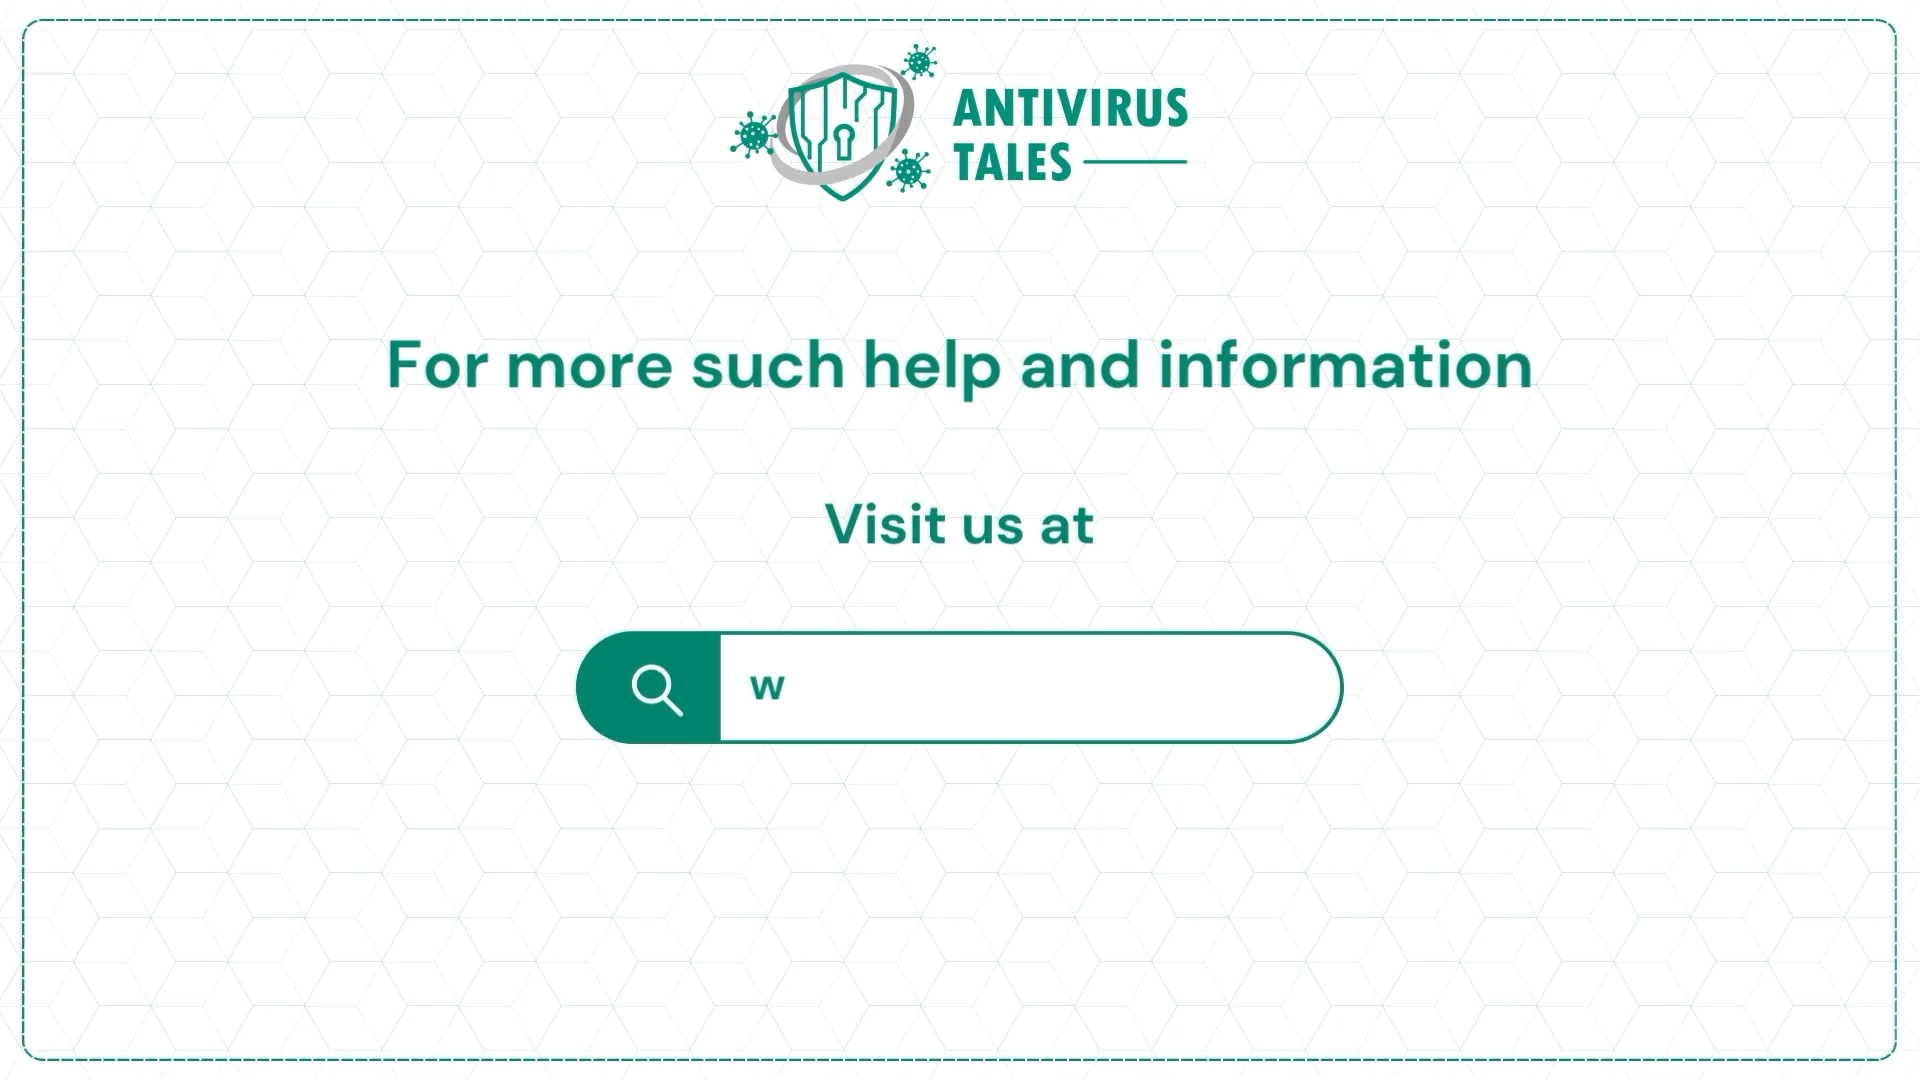 ANTIVIRUS
TALES
For more such help and information
Visit us at
w